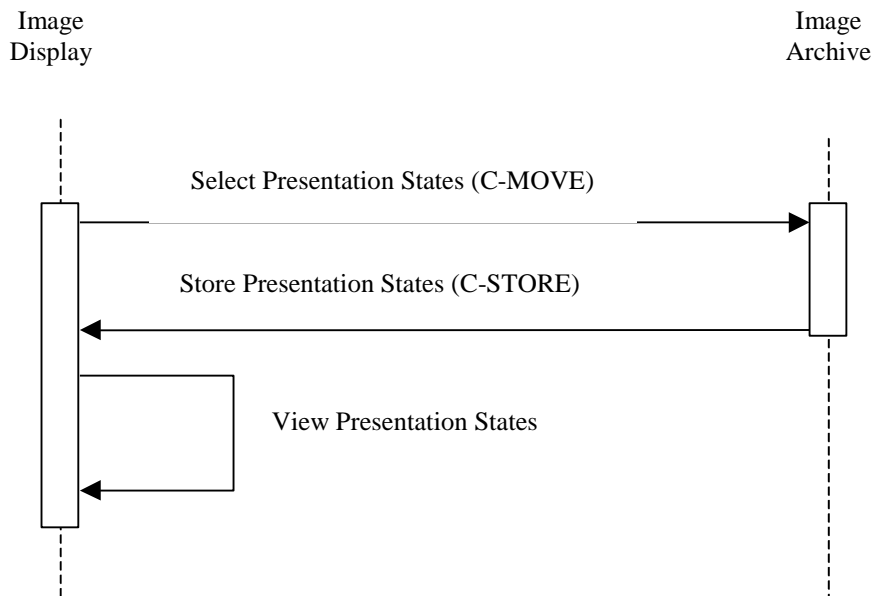 Image
Display
Image
Archive
Select Presentation States (C-MOVE)
Store Presentation States (C-STORE)
View Presentation States